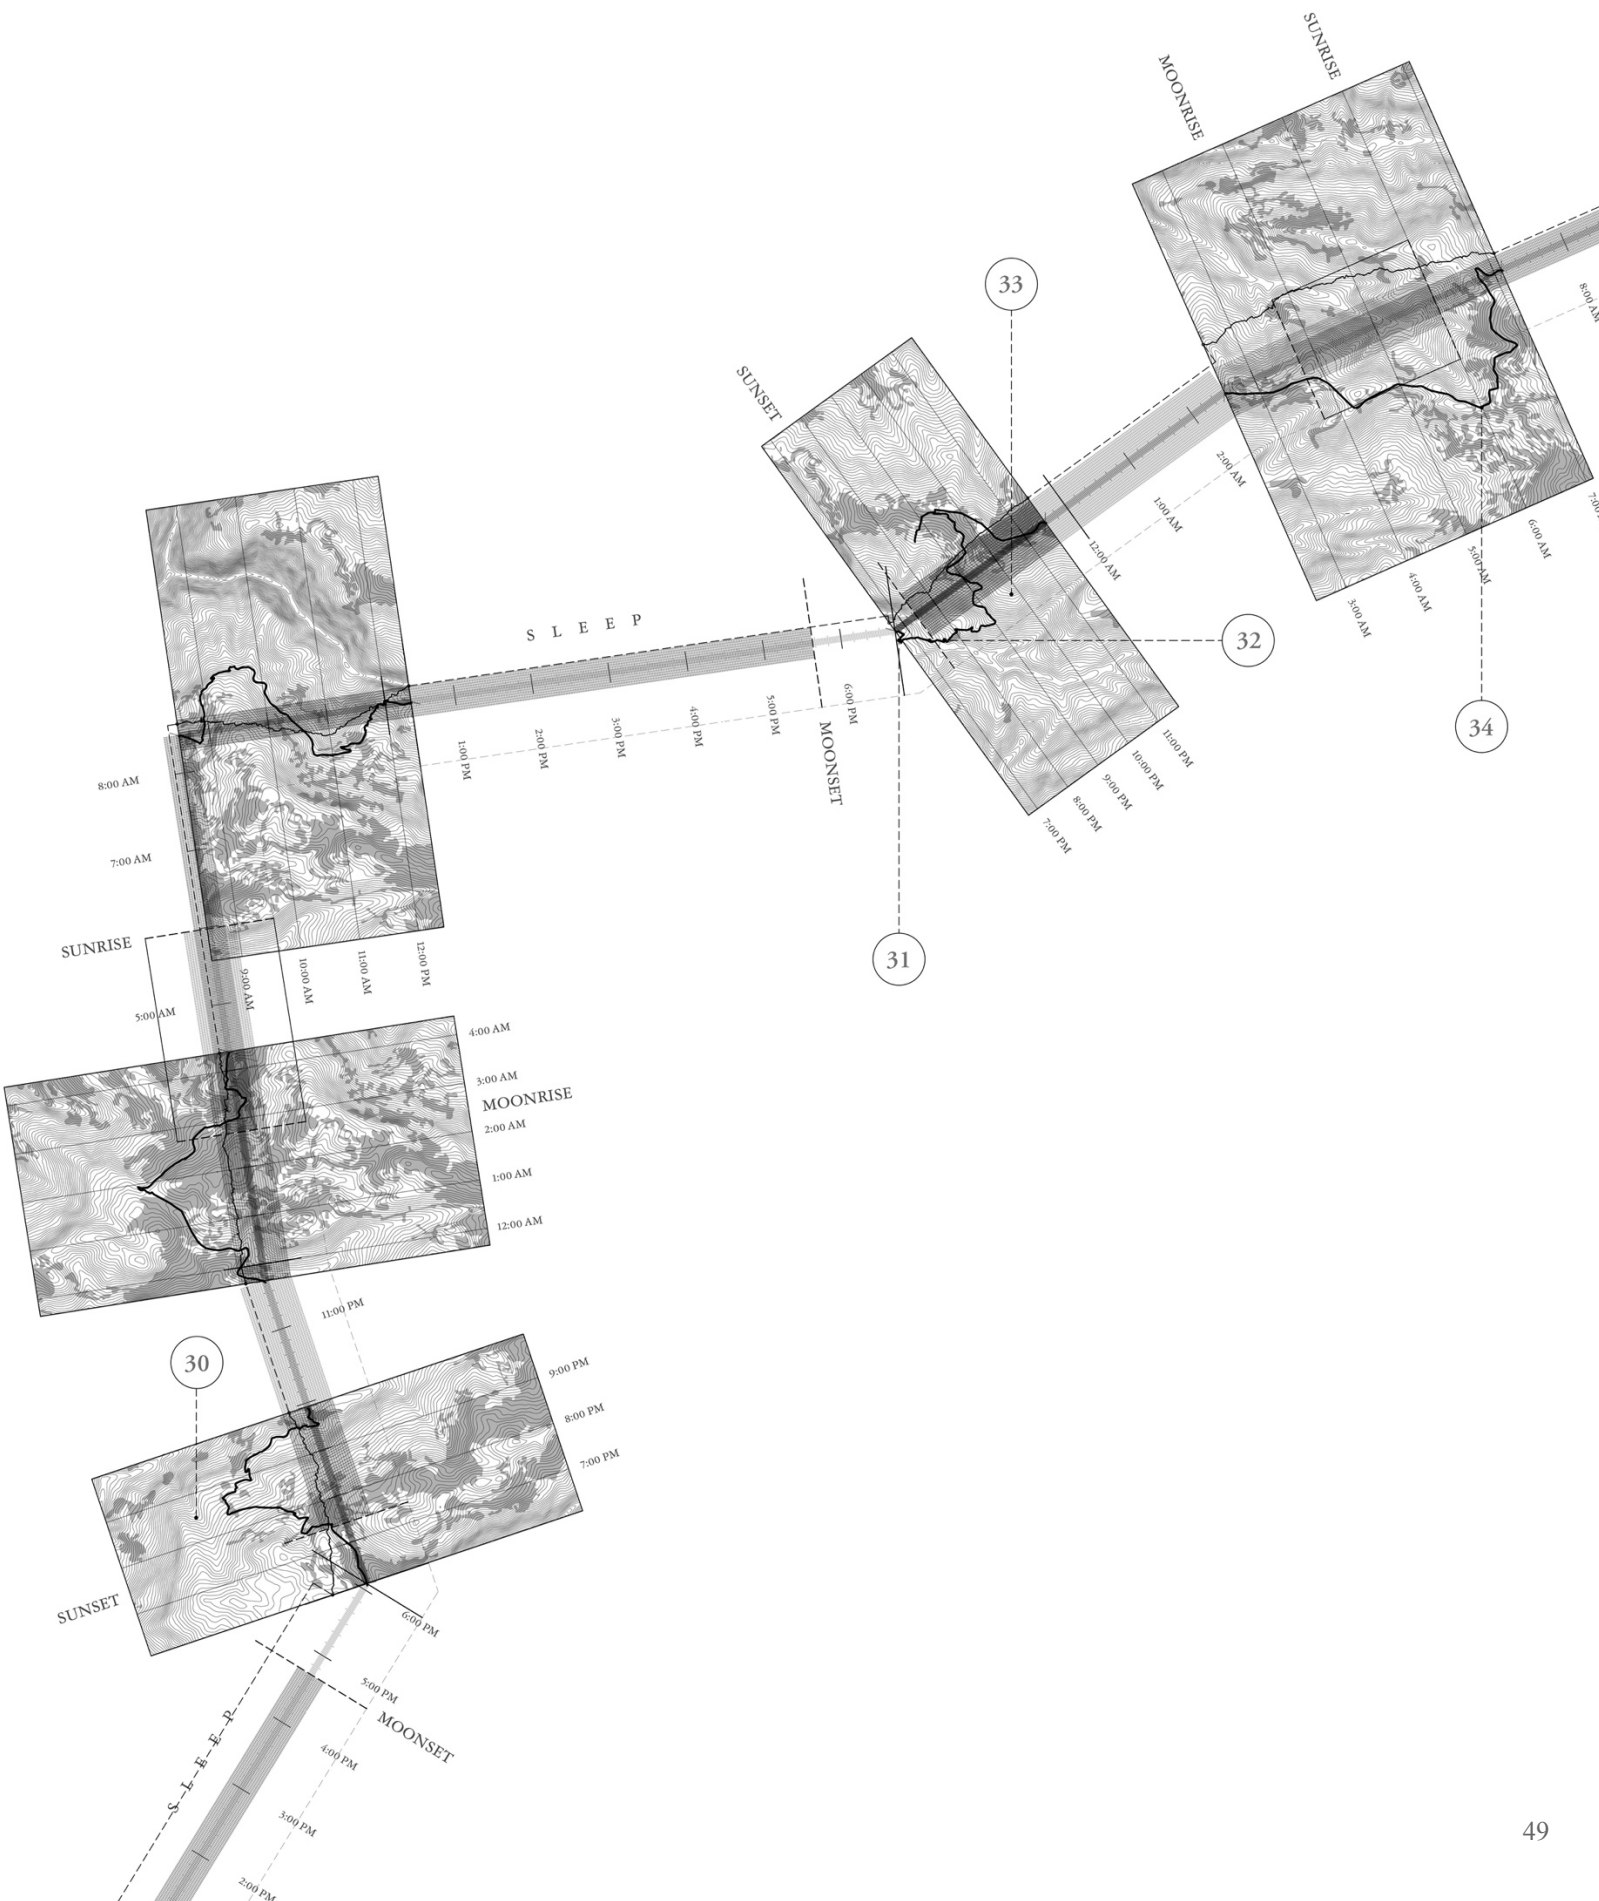 SUNRISE
MOONRISE
33
8:00 AM
SUNSET
2:00 AM
1:00 AM
12:00 AM
6:00 AM
5:00 AM
4:00 AM
3:00 AM
SLEEP
32
34
1:00 PM
2:00 PM
3:00 PM
4:00 PM
5:00 PM
6:00 PM
MOONSET
11:00 PM
10:00 PM
9:00 PM
8:00 PM
7:00 PM
31
8:00 AM
7:00 AM
SUNRISE
5:00 AM
9:00 AM
10:00 AM
11:00 AM
12:00 PM
4:00 AM
3:00 AM
MOONRISE
2:00 AM
1:00 AM
12:00 AM
11:00 PM
30
9:00 PM
8:00 PM
7:00 PM
SUNSET
6:00 PM
5:00 PM
MOONSET
SLEEP
4:00 PM
3:00 PM
2:00 PM
49